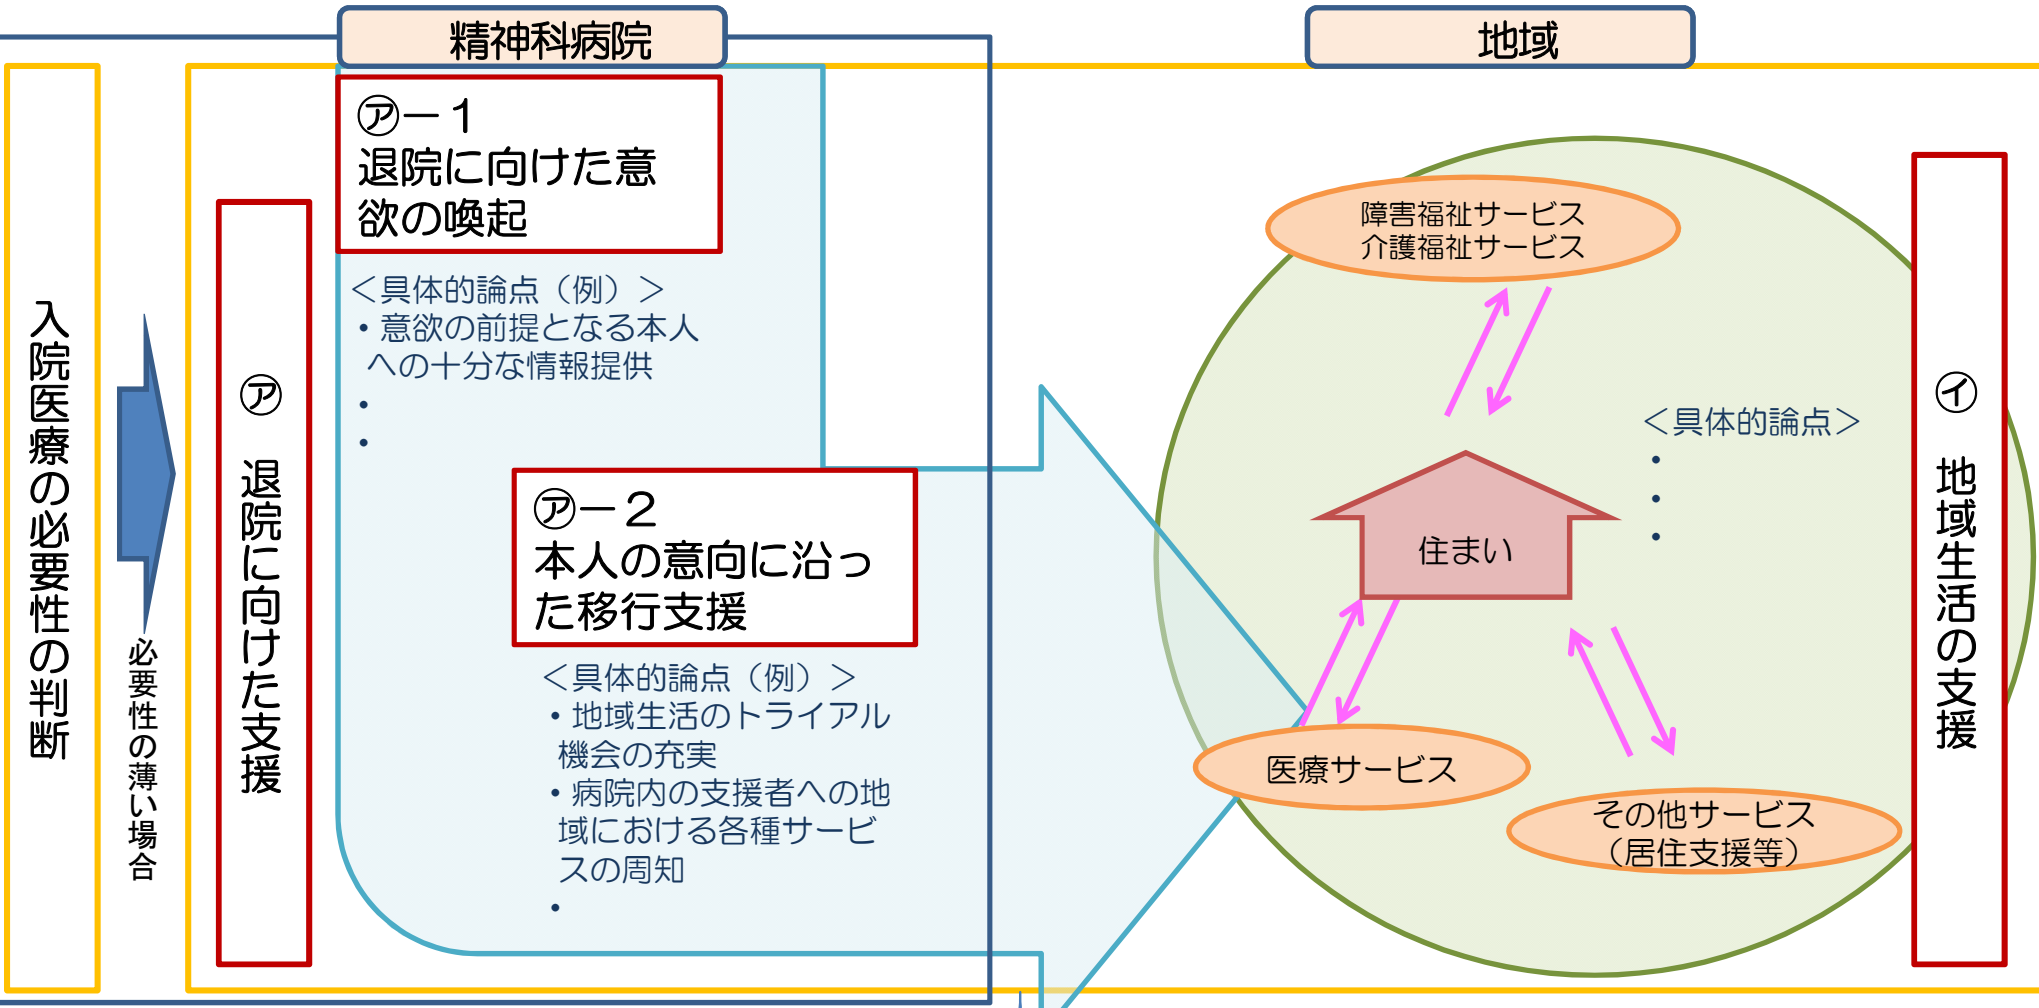 精神科病院
地域
入院医療の必要性の判断
必要性の薄い場合
㋐　退院に向けた支援
㋐－１
退院に向けた意
欲の喚起
＜具体的論点（例）＞
・意欲の前提となる本人
への十分な情報提供
・
・
㋐－２
本人の意向に沿っ
た移行支援
＜具体的論点（例）＞
・地域生活のトライアル
機会の充実
・病院内の支援者への地
域における各種サービ
スの周知
・
障害福祉サービス
介護福祉サービス
＜具体的論点＞
・
・
・
住まい
医療サービス
その他サービス
（居住支援等）
㋑　地域生活の支援